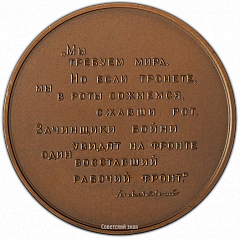 „Мы
требуем мира.
Но если тронете,
мы
в роты сожмемся,
сжавши рот.
Зачинщики войны
увидят на фронте
один
восставший
рабочий фронт."
Советский знак